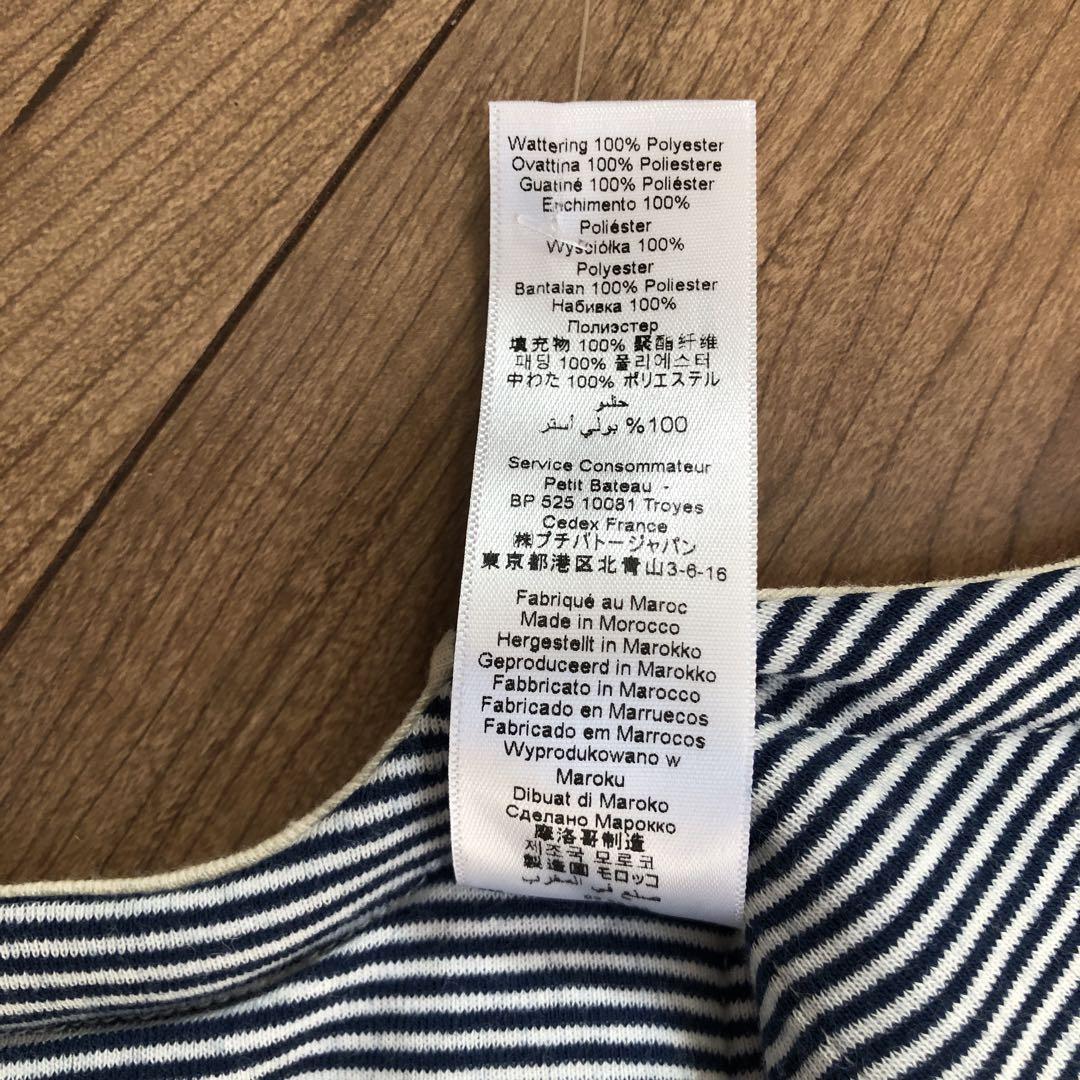 Wattering 100% Polyester
Ovattina 100% Poliestere
Guatiné 100% Poliéster
Enchimento 100%
Poliéster
Wyściółka 100%
Polyester
Bantalan 100% Poliester
Набивка 100%
Полиэстер
填充物 100% 聚酯纤维
패딩 100% 폴리에스터
中わた 100% ポリエステル
حشو
%100 بولي أستر
Service Consommateur
Petit Bateau -
BP 525 10081 Troyes
Cedex France
㈱プチバトージャパン
東京都港区北青山3-6-16
Fabriqué au Maroc
Made in Morocco
Hergestellt in Marokko
Geproduceerd in Marokko
Fabbricato in Marocco
Fabricado en Marruecos
Fabricado em Marrocos
Wyprodukowano w
Maroku
Dibuat di Maroko
Сделано Марокко
摩洛哥制造
제조국 모로코
製造國 モロッコ
في المغرب